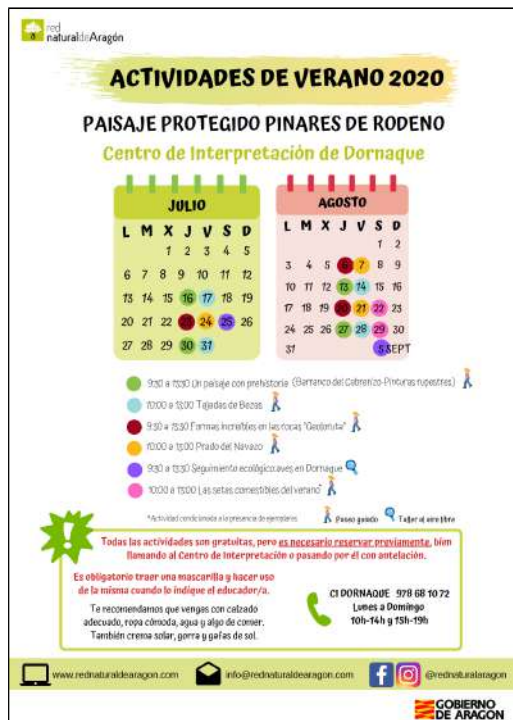 red
naturaldeAragón
ACTIVIDADES DE VERANO 2020
PAISAJE PROTEGIDO PINARES DE RODENO
Centro de Interpretación de Dornaque
JULIO
L M X J V S D
1 2 3 4 5
6 7 8 9 10 11 12
13 14 15 16 17 18 19
20 21 22 23 24 25 26
27 28 29 30 31
AGOSTO
L M X J V S D
1 2
3 4 5 6 7 8 9
10 11 12 13 14 15 16
17 18 19 20 21 22 23
24 25 26 27 28 29 30
31 5 SEPT
9:30 a 13:30 Un paisaje con prehistoria (Barranco del Cabrerizo-Pinturas rupestres)
10:00 a 13:00 Tajadas de Bezas
9:30 a 13:30 Formas increíbles en las rocas "Georuta"
10:00 a 13:00 Prado del Navazo
9:30 a 13:30 Seguimiento ecológico: aves en Dornaque
10:00 a 13:00 Las setas comestibles del verano*
*Actividad condicionada a la presencia de ejemplares Paseo guiado Taller al aire libre
Todas las actividades son gratuitas, pero es necesario reservar previamente, bien
llamando al Centro de Interpretación o pasando por él con antelación.
Es obligatorio traer una mascarilla y hacer uso
de la misma cuando lo indique el educador/a.
Te recomendamos que vengas con calzado
adecuado, ropa cómoda, agua y algo de comer.
También crema solar, gorra y gafas de sol.
CI DORNAQUE 978 68 10 72
Lunes a Domingo
10h-14h y 15h-19h
www.rednaturaldearagon.com
info@rednaturaldearagon.com
@rednaturalaragon
GOBIERNO
DE ARAGON